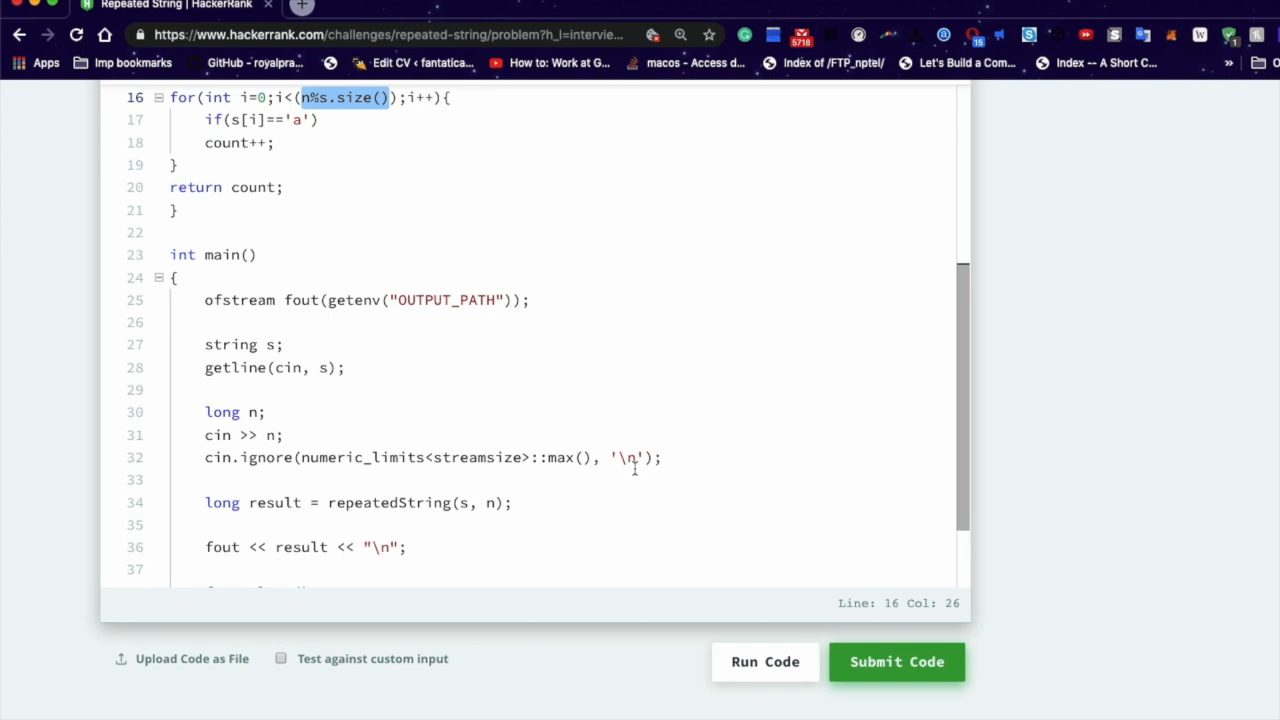 Repeated String | HackerRank
https://www.hackerrank.com/challenges/repeated-string/problem?h_l=intervie...
5718
15
1
Apps
Imp bookmarks
GitHub - royalpra...
Edit CV ‹ fantatica...
How to: Work at G...
macos - Access d...
Index of /FTP_nptel/
Let's Build a Com...
Index -- A Short C...
»
16 for(int i=0;i<(n%s.size());i++){
17 if(s[i]=='a')
18 count++;
19 }
20 return count;
21 }
22
23 int main()
24 {
25 ofstream fout(getenv("OUTPUT_PATH"));
26
27 string s;
28 getline(cin, s);
29
30 long n;
31 cin >> n;
32 cin.ignore(numeric_limits<streamsize>::max(), '\n');
33
34 long result = repeatedString(s, n);
35
36 fout << result << "\n";
37
Line: 16 Col: 26
Upload Code as File
Test against custom input
Run Code
Submit Code